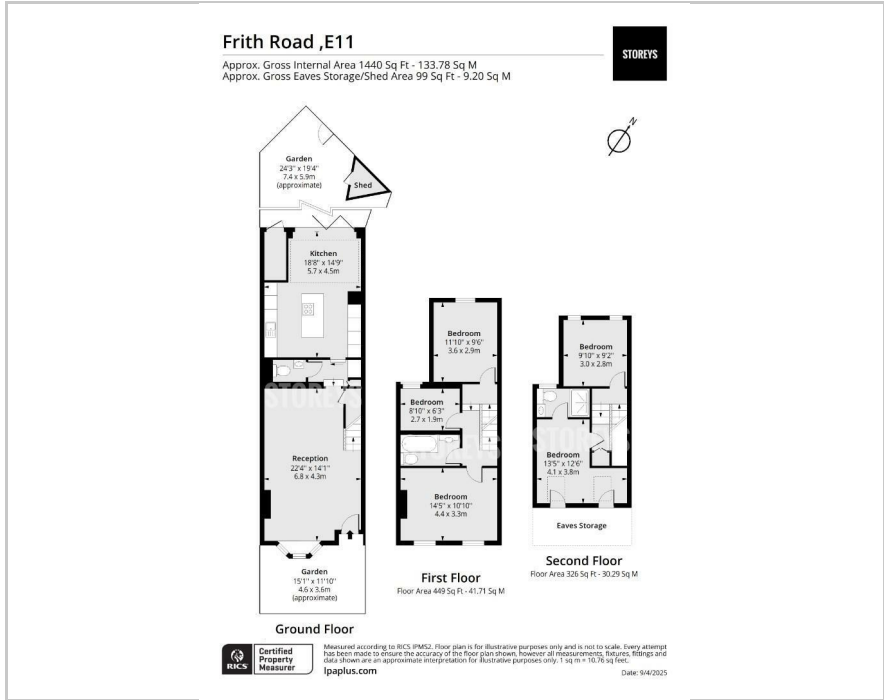 Frith Road ,E11
Approx. Gross Internal Area 1440 Sq Ft - 133.78 Sq M
Approx. Gross Eaves Storage/Shed Area 99 Sq Ft - 9.20 Sq M
STOREYS
N
Garden
24'3" x 19'4"
7.4 x 5.9m
(approximate)
Shed
Kitchen
18'8" x 14'9"
5.7 x 4.5m
STOREYS
Reception
22'4" x 14'1"
6.8 x 4.3m
Garden
15'1" x 11'10"
4.6 x 3.6m
(approximate)
Ground Floor
Bedroom
11'10" x 9'6"
3.6 x 2.9m
Bedroom
8'10" x 6'3"
2.7 x 1.9m
STOREYS
Bedroom
14'5" x 10'10"
4.4 x 3.3m
First Floor
Floor Area 449 Sq Ft - 41.71 Sq M
Bedroom
9'10" x 9'2"
3.0 x 2.8m
STOREYS
Bedroom
13'5" x 12'6"
4.1 x 3.8m
Eaves Storage
Second Floor
Floor Area 326 Sq Ft - 30.29 Sq M
RICS
Certified
Property
Measurer
Measured according to RICS IPMS2. Floor plan is for illustrative purposes only and is not to scale. Every attempt
has been made to ensure the accuracy of the floor plan shown, however all measurements, fixtures, fittings and
data shown are an approximate interpretation for illustrative purposes only. 1 sq m = 10.76 sq feet.
lpaplus.com
Date: 9/4/2025